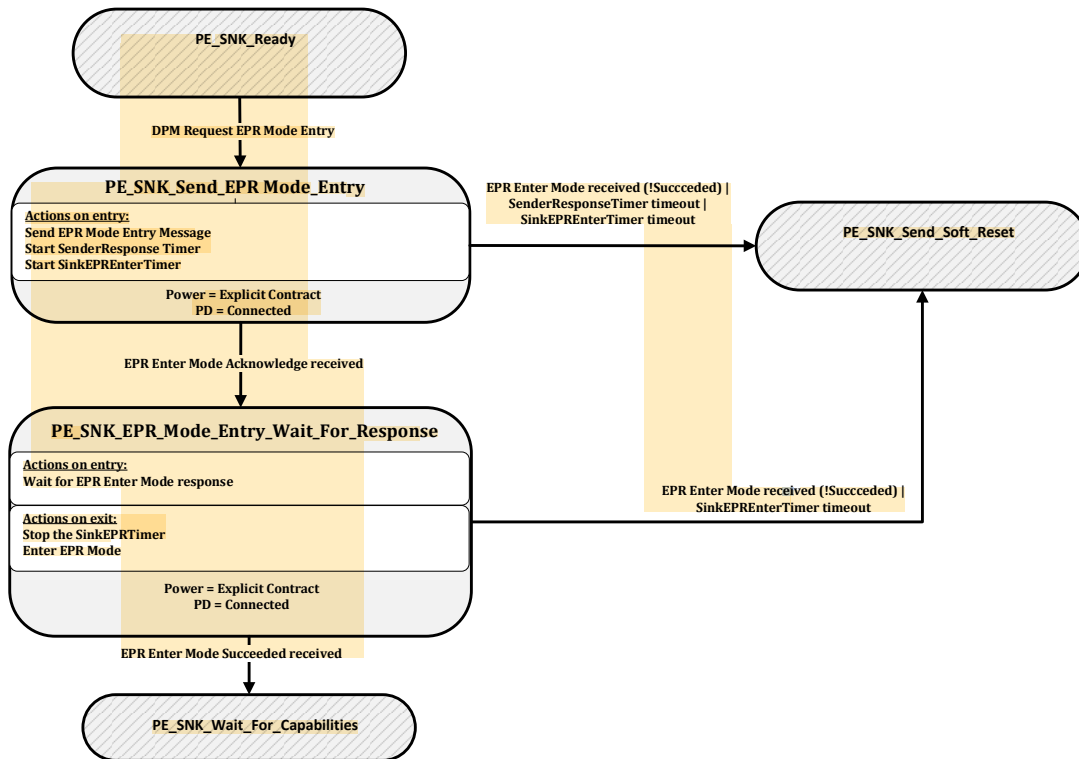 PE_SNK_Ready
DPM Request EPR Mode Entry
PE_SNK_Send_EPR Mode_Entry
Actions on entry:
Send EPR Mode Entry Message
Start SenderResponse Timer
Start SinkEPREnterTimer
Power = Explicit Contract
PD = Connected
EPR Enter Mode received (!Succceded) |
SenderResponseTimer timeout |
SinkEPREnterTimer timeout
PE_SNK_Send_Soft_Reset
EPR Enter Mode Acknowledge received
PE_SNK_EPR_Mode_Entry_Wait_For_Response
Actions on entry:
Wait for EPR Enter Mode response
Actions on exit:
Stop the SinkEPRTimer
Enter EPR Mode
Power = Explicit Contract
PD = Connected
EPR Enter Mode received (!Succceded) |
SinkEPREnterTimer timeout
EPR Enter Mode Succeeded received
PE_SNK_Wait_For_Capabilities